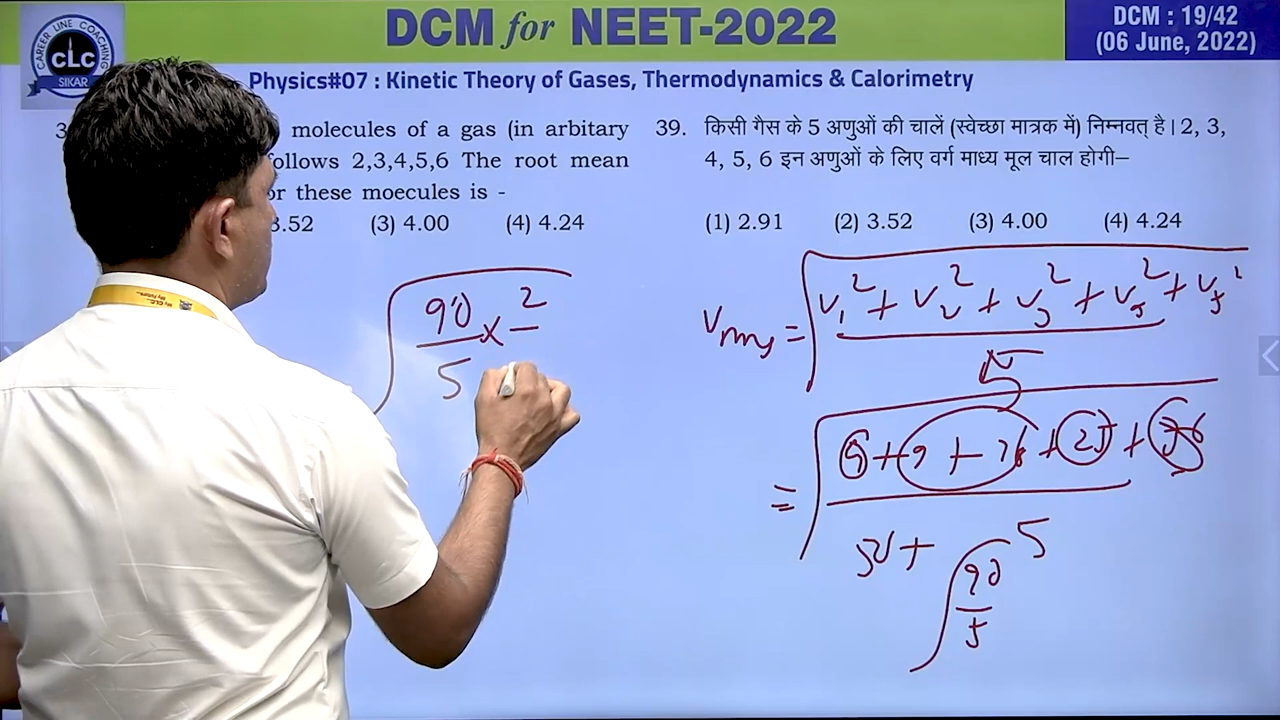 DCM for NEET-2022
DCM : 19/42
(06 June, 2022)
CAREER LINE COACHING
CLC
SIKAR
Physics#07 : Kinetic Theory of Gases, Thermodynamics & Calorimetry
molecules of a gas (in arbitary
follows 2,3,4,5,6 The root mean
or these moecules is -
3.52 (3) 4.00 (4) 4.24
39. किसी गैस के 5 अणुओं की चालें (स्वेच्छा मात्रक में) निम्नवत् है। 2, 3,
4, 5, 6 इन अणुओं के लिए वर्ग माध्य मूल चाल होगी–
(1) 2.91 (2) 3.52 (3) 4.00 (4) 4.24
√ 90 × 2
5
Vrms = √ V₁² + V₂² + V₃² + V₅² + V₅²
5
= √ + 9 + 16 + 25 + 36
5
√ 90
5